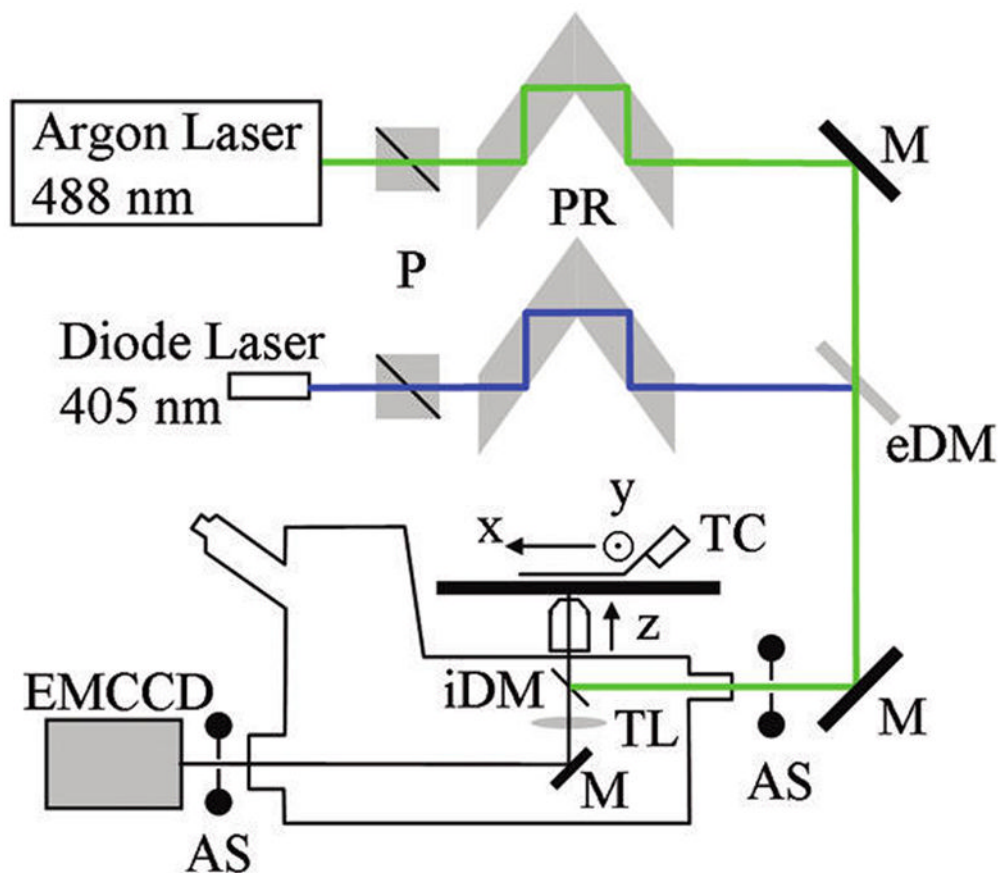 Argon Laser
488 nm
M
PR
P
Diode Laser
405 nm
eDM
y
x
TC
z
EMCCD
iDM
TL
M
M
AS
AS